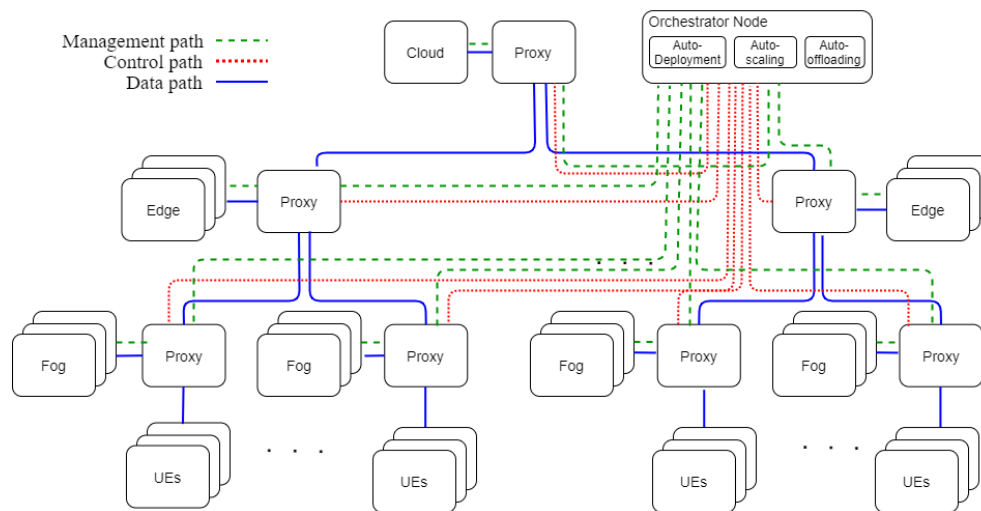 Management path
Control path
Data path
Cloud
Proxy
Orchestrator Node
Auto-
Deployment
Auto-
scaling
Auto-
offloading
Edge
Proxy
Proxy
Edge
. . .
Fog
Proxy
Fog
Proxy
Fog
Proxy
Fog
Proxy
UEs
. . .
UEs
UEs
. . .
UEs